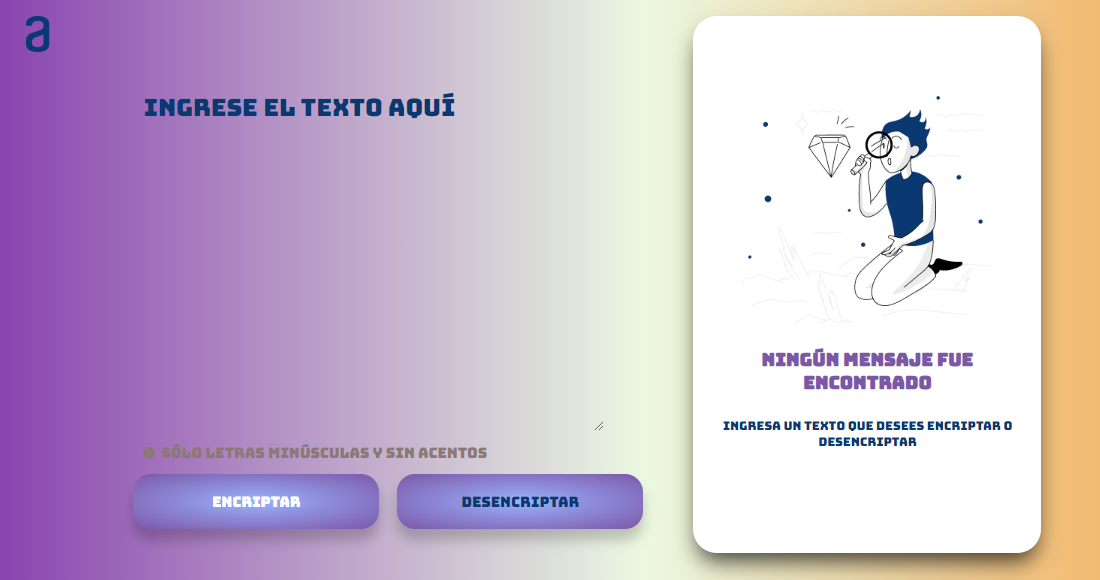 a
INGRESE EL TEXTO AQUÍ
SÓLO LETRAS MINÚSCULAS Y SIN ACENTOS
ENCRIPTAR
DESENCRIPTAR
NINGÚN MENSAJE FUE
ENCONTRADO
INGRESA UN TEXTO QUE DESEES ENCRIPTAR O
DESENCRIPTAR